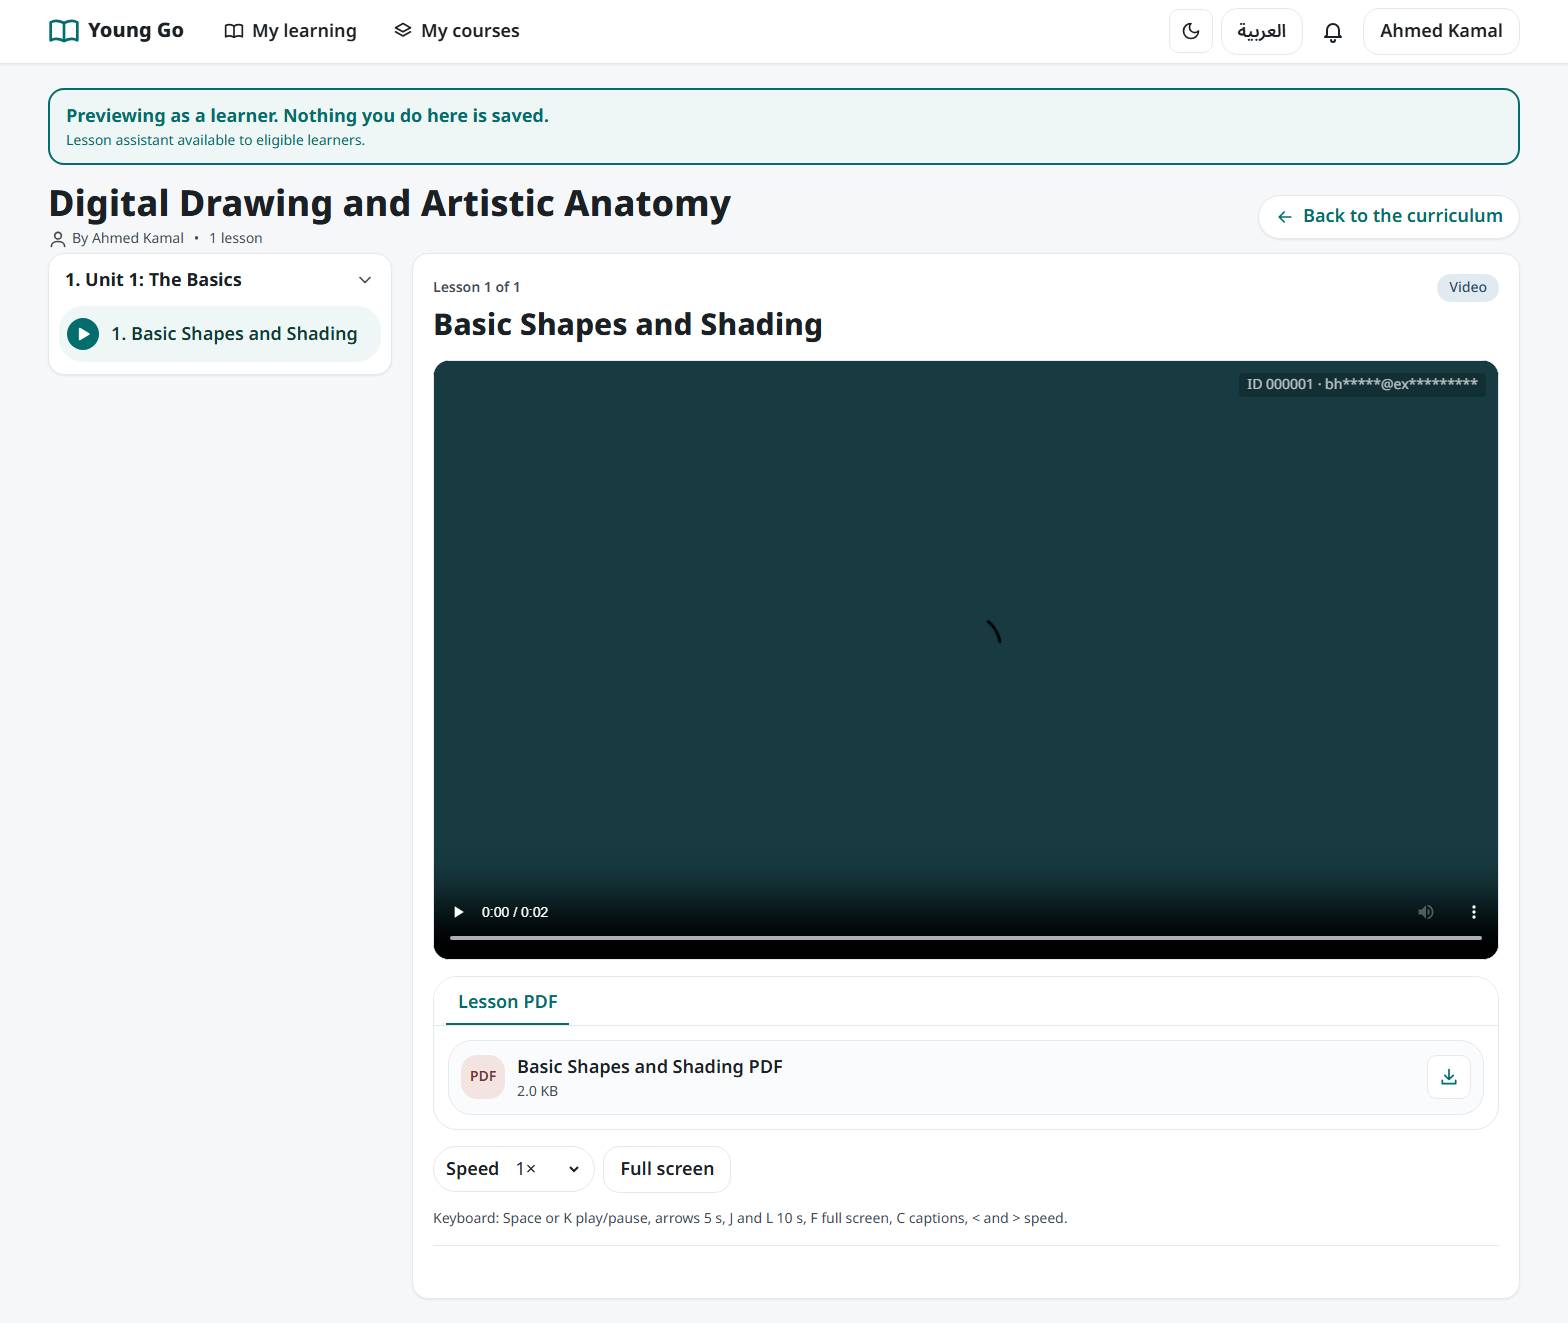 Young Go
My learning
My courses
العربية
Ahmed Kamal
Previewing as a learner. Nothing you do here is saved.
Lesson assistant available to eligible learners.
Digital Drawing and Artistic Anatomy
By Ahmed Kamal • 1 lesson
Back to the curriculum
1. Unit 1: The Basics
1. Basic Shapes and Shading
Lesson 1 of 1
Video
Basic Shapes and Shading
ID 000001 · bh*****@ex*********
0:00 / 0:02
Lesson PDF
PDF
Basic Shapes and Shading PDF
2.0 KB
Speed 1×
Full screen
Keyboard: Space or K play/pause, arrows 5 s, J and L 10 s, F full screen, C captions, < and > speed.